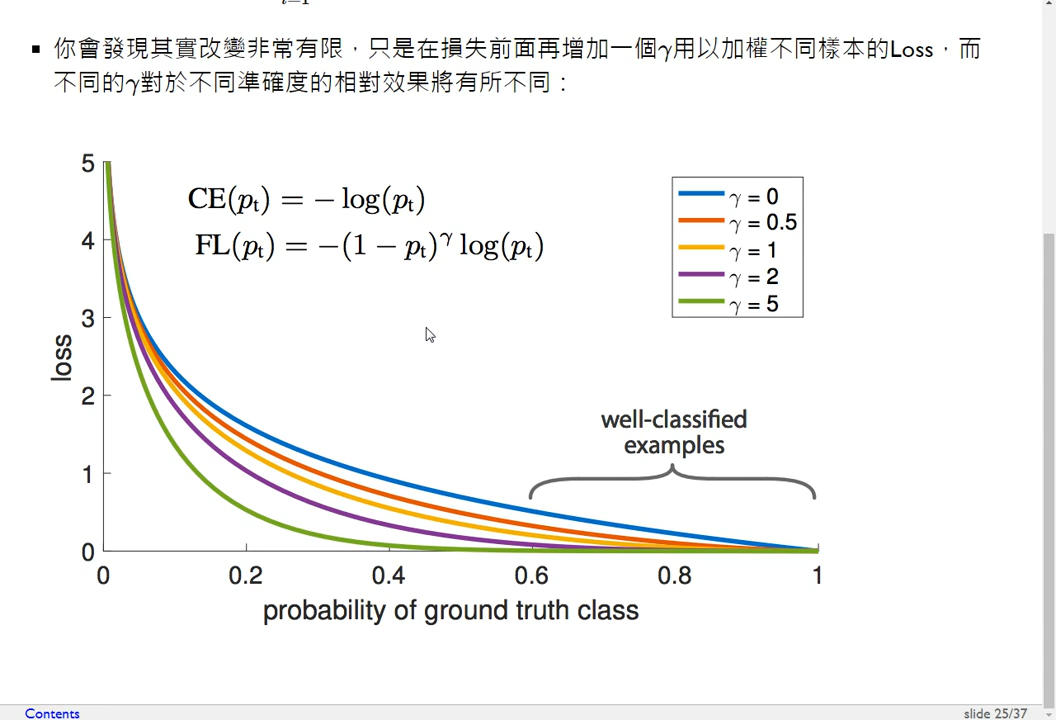 你會發現其實改變非常有限，只是在損失前面再增加一個γ用以加權不同樣本的Loss，而
不同的γ對於不同準確度的相對效果將有所不同：
5
CE(pₜ) = − log(pₜ)
γ = 0
γ = 0.5
4
FL(pₜ) = −(1 − pₜ)^γ log(pₜ)
γ = 1
γ = 2
γ = 5
3
loss
2
well-classified
examples
1
0
0 0.2 0.4 0.6 0.8 1
probability of ground truth class
Contents
slide 25/37